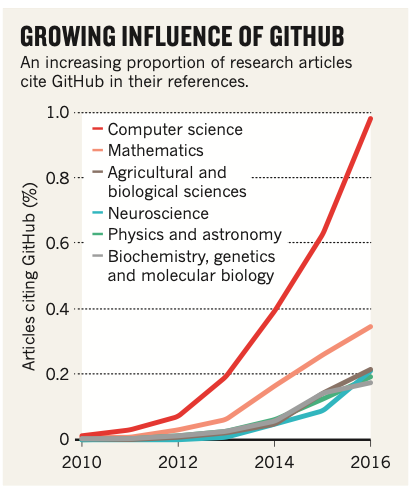 GROWING INFLUENCE OF GITHUB
An increasing proportion of research articles
cite GitHub in their references.
1.0
Computer science
Mathematics
Agricultural and
0.8
biological sciences
Neuroscience
Physics and astronomy
0.6
Biochemistry, genetics
and molecular biology
0.4
0.2
0
Articles citing GitHub (%)
2010 2012 2014 2016